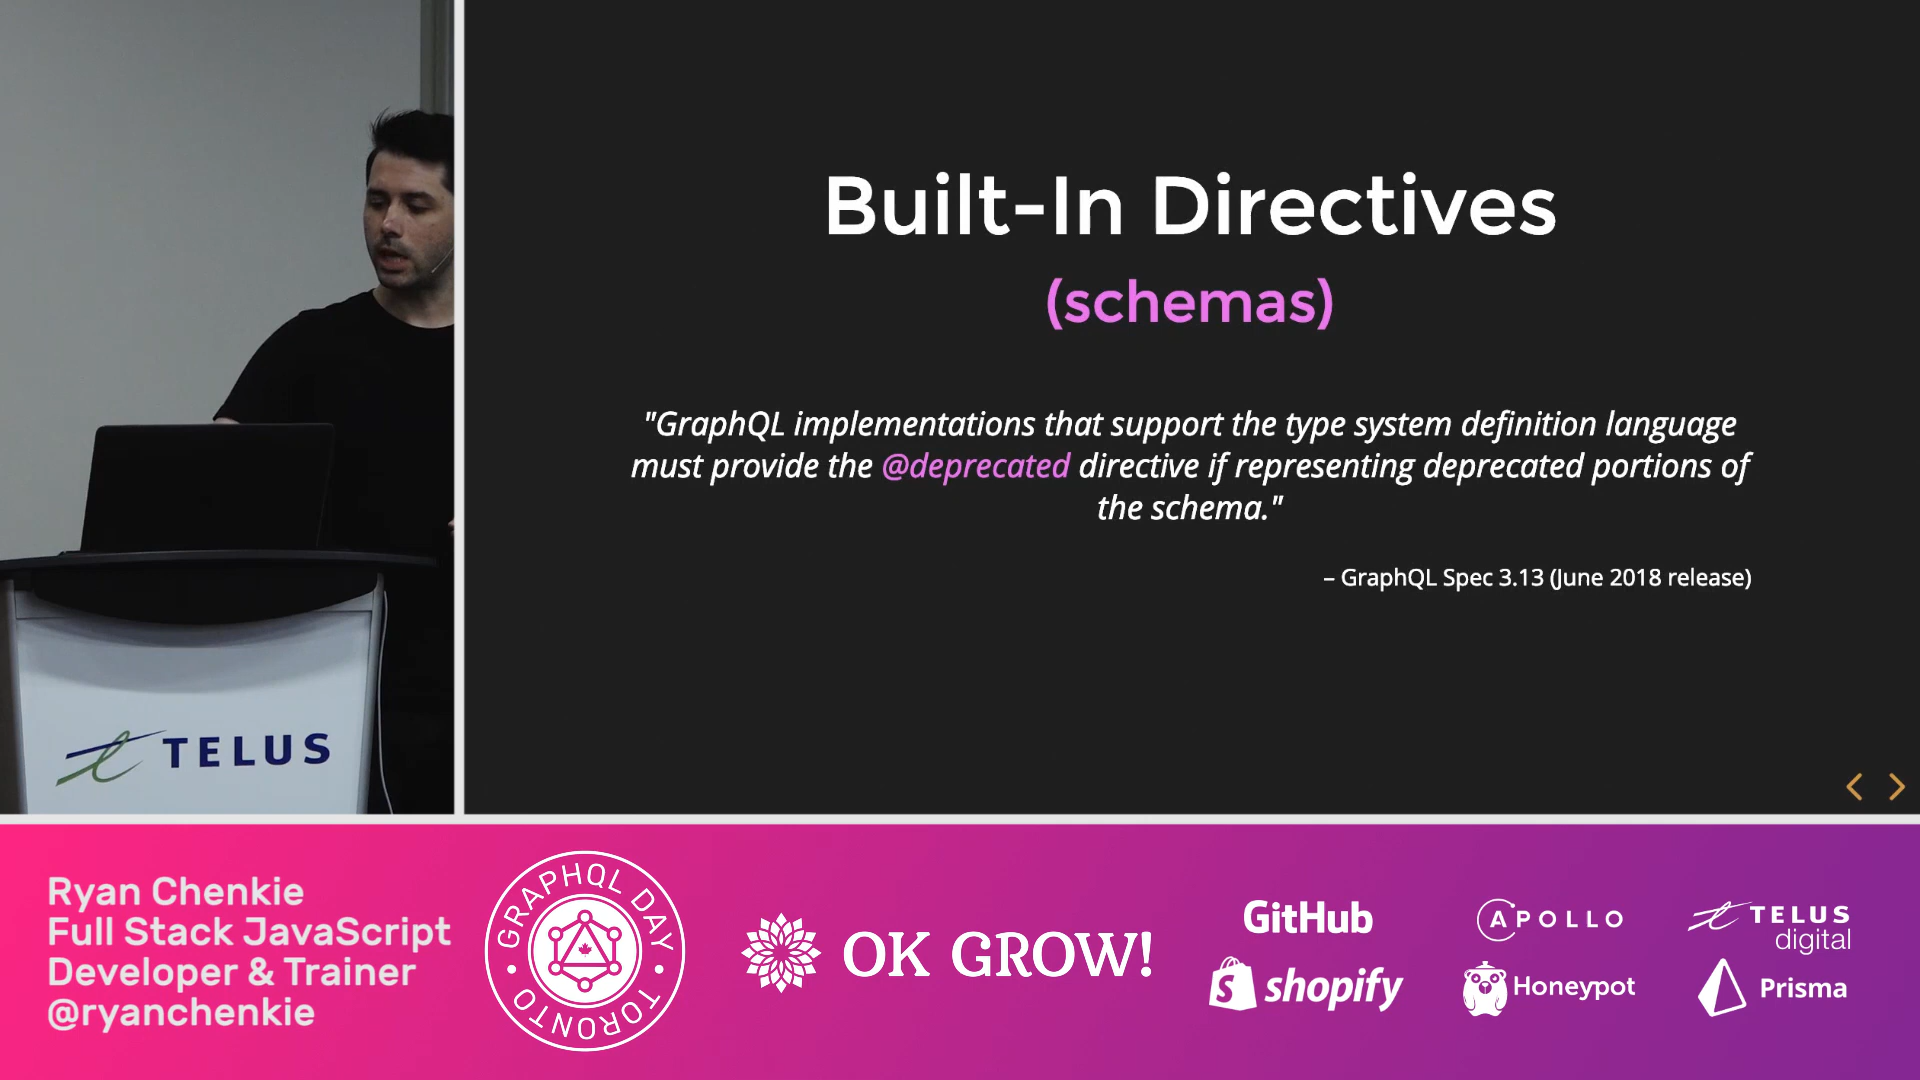 Built-In Directives
(schemas)
"GraphQL implementations that support the type system definition language
must provide the @deprecated directive if representing deprecated portions of
the schema."
– GraphQL Spec 3.13 (June 2018 release)
TELUS
Ryan Chenkie
Full Stack JavaScript
Developer & Trainer
@ryanchenkie
GRAPHQL DAY
TORONTO
OK GROW!
GitHub
APOLLO
TELUS
digital
shopify
Honeypot
Prisma